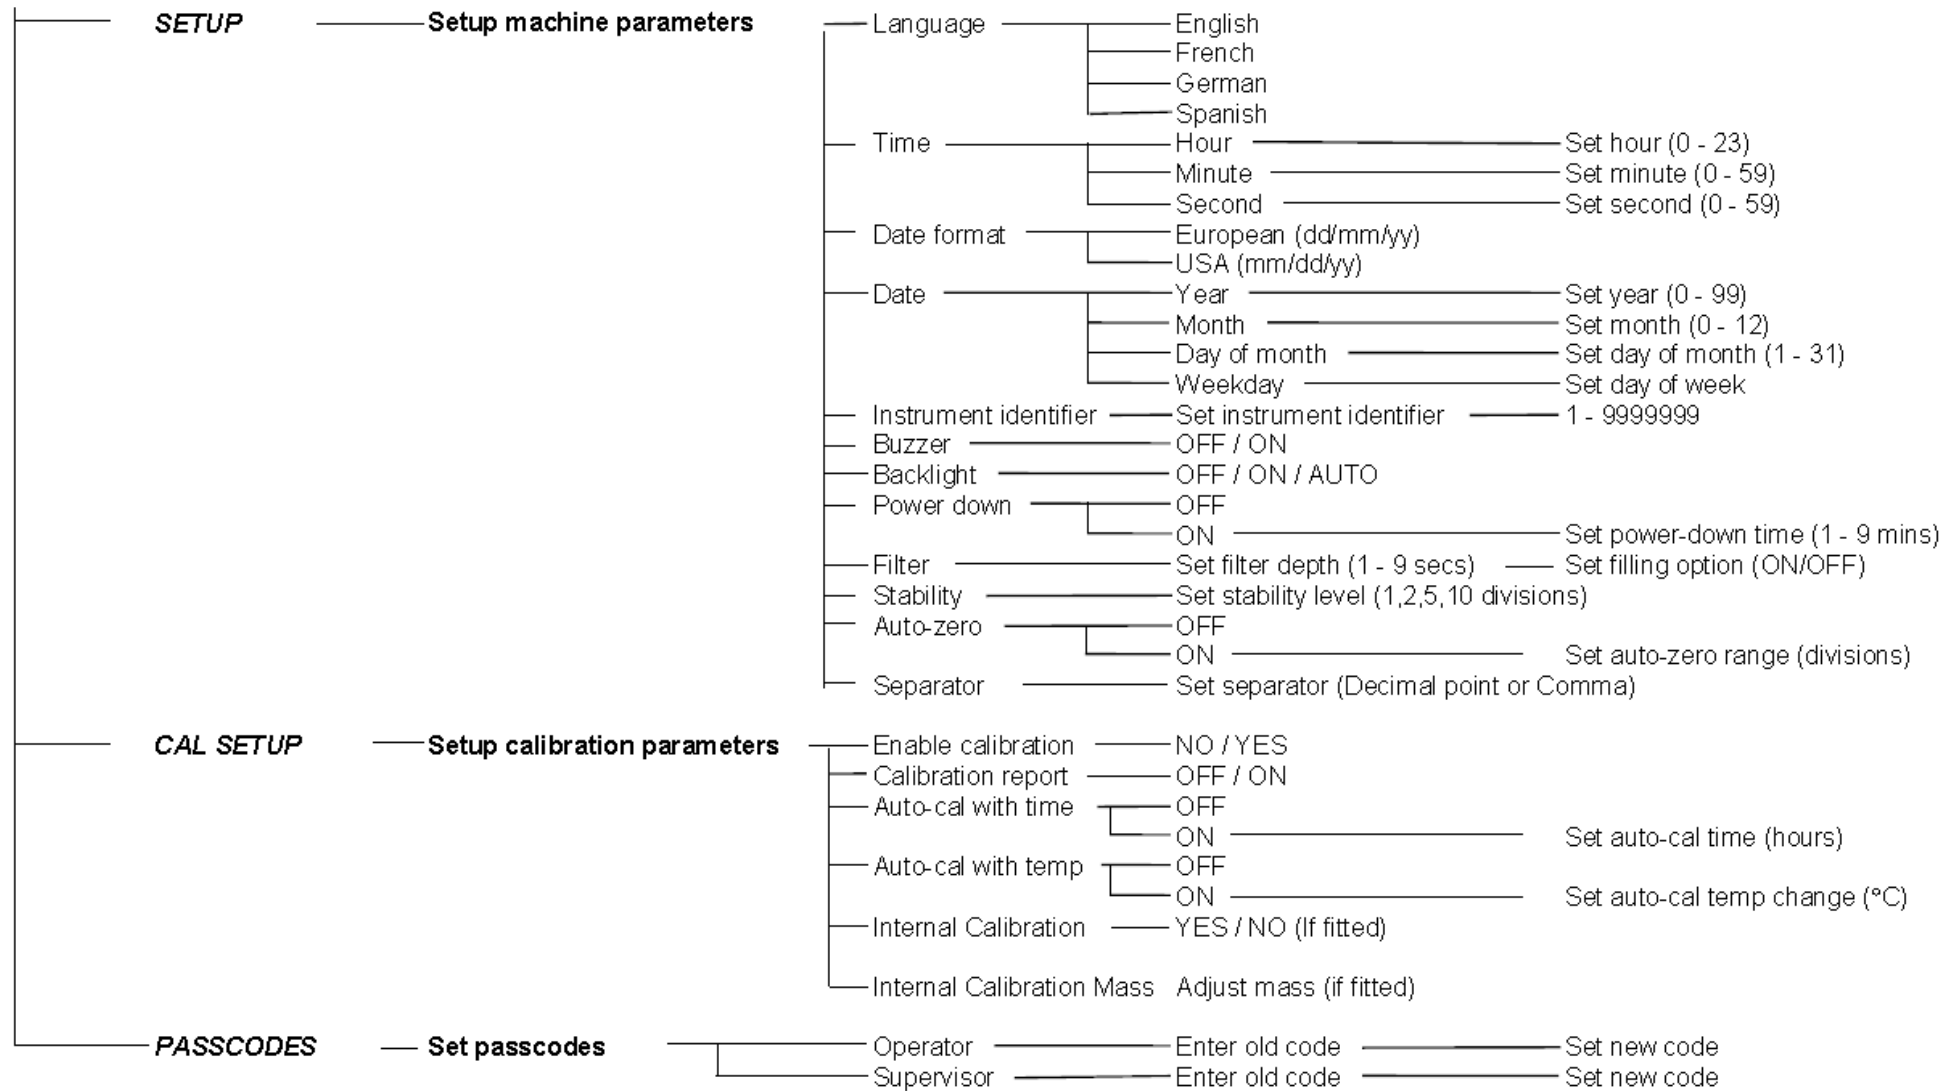 SETUP Setup machine parameters Language English
French
German
Spanish
Time Hour Set hour (0 - 23)
Minute Set minute (0 - 59)
Second Set second (0 - 59)
Date format European (dd/mm/yy)
USA (mm/dd/yy)
Date Year Set year (0 - 99)
Month Set month (0 - 12)
Day of month Set day of month (1 - 31)
Weekday Set day of week
Instrument identifier Set instrument identifier 1 - 9999999
Buzzer OFF / ON
Backlight OFF / ON / AUTO
Power down OFF
ON Set power-down time (1 - 9 mins)
Filter Set filter depth (1 - 9 secs) Set filling option (ON/OFF)
Stability Set stability level (1,2,5,10 divisions)
Auto-zero OFF
ON Set auto-zero range (divisions)
Separator Set separator (Decimal point or Comma)
CAL SETUP Setup calibration parameters Enable calibration NO / YES
Calibration report OFF / ON
Auto-cal with time OFF
ON Set auto-cal time (hours)
Auto-cal with temp OFF
ON Set auto-cal temp change (°C)
Internal Calibration YES / NO (If fitted)
Internal Calibration Mass Adjust mass (if fitted)
PASSCODES Set passcodes Operator Enter old code Set new code
Supervisor Enter old code Set new code